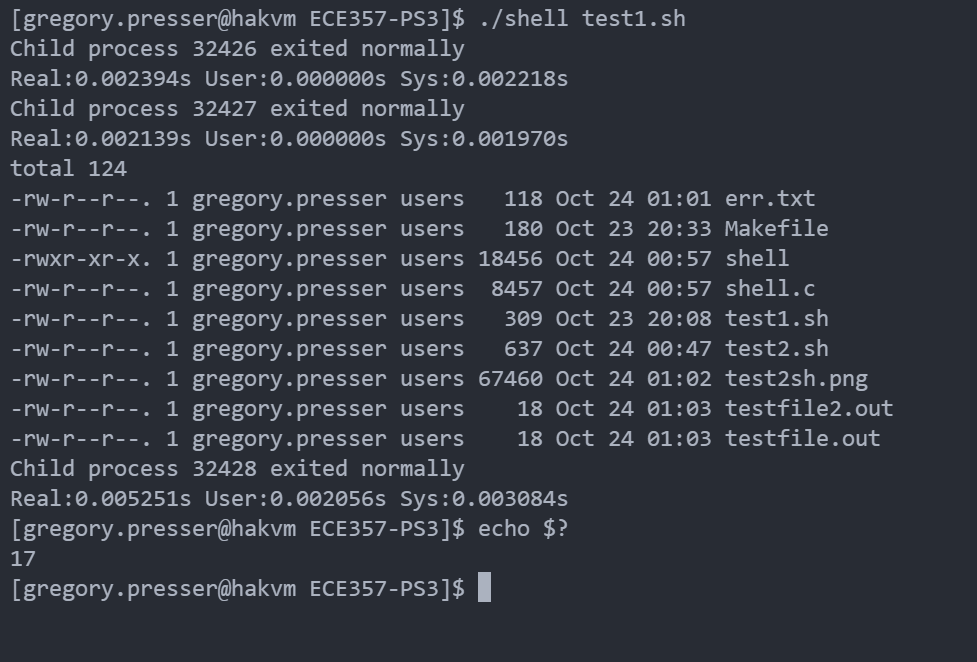 [gregory.presser@hakvm ECE357-PS3]$ ./shell test1.sh
Child process 32426 exited normally
Real:0.002394s User:0.000000s Sys:0.002218s
Child process 32427 exited normally
Real:0.002139s User:0.000000s Sys:0.001970s
total 124
-rw-r--r--. 1 gregory.presser users   118 Oct 24 01:01 err.txt
-rw-r--r--. 1 gregory.presser users   180 Oct 23 20:33 Makefile
-rwxr-xr-x. 1 gregory.presser users 18456 Oct 24 00:57 shell
-rw-r--r--. 1 gregory.presser users  8457 Oct 24 00:57 shell.c
-rw-r--r--. 1 gregory.presser users   309 Oct 23 20:08 test1.sh
-rw-r--r--. 1 gregory.presser users   637 Oct 24 00:47 test2.sh
-rw-r--r--. 1 gregory.presser users 67460 Oct 24 01:02 test2sh.png
-rw-r--r--. 1 gregory.presser users    18 Oct 24 01:03 testfile2.out
-rw-r--r--. 1 gregory.presser users    18 Oct 24 01:03 testfile.out
Child process 32428 exited normally
Real:0.005251s User:0.002056s Sys:0.003084s
[gregory.presser@hakvm ECE357-PS3]$ echo $?
17
[gregory.presser@hakvm ECE357-PS3]$